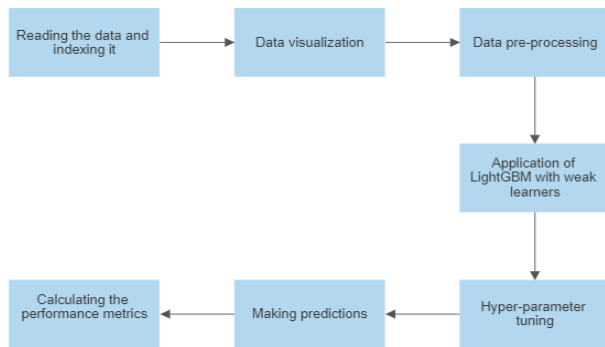 Reading the data and
indexing it
Data visualization
Data pre-processing
Application of
LightGBM with weak
learners
Hyper-parameter
tuning
Making predictions
Calculating the
performance metrics